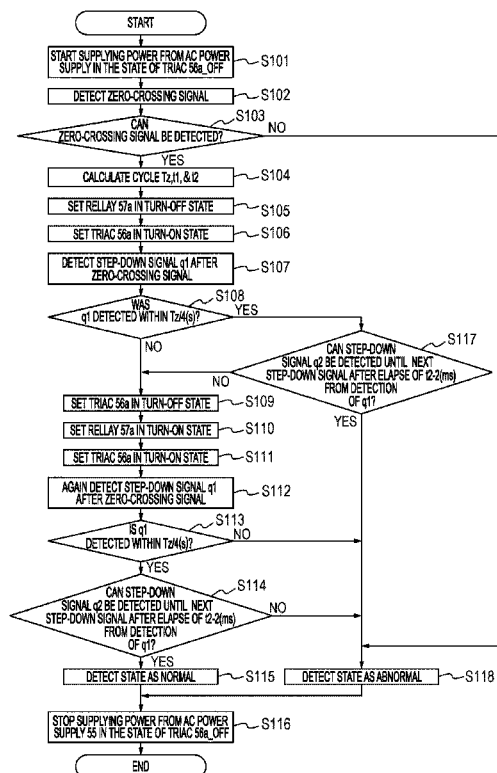 START
START SUPPLYING POWER FROM AC POWER
SUPPLY IN THE STATE OF TRIAC 56a_OFF
S101
DETECT ZERO-CROSSING SIGNAL
S102
CAN
ZERO-CROSSING SIGNAL BE DETECTED?
S103
NO
YES
CALCULATE CYCLE Tz,t1, & t2
S104
SET RELLAY 57a IN TURN-OFF STATE
S105
SET TRIAC 56a IN TURN-ON STATE
S106
DETECT STEP-DOWN SIGNAL q1 AFTER
ZERO-CROSSING SIGNAL
S107
WAS
q1 DETECTED WITHIN Tz/4(s)?
S108
YES
NO
CAN STEP-DOWN
SIGNAL q2 BE DETECTED UNTIL NEXT
STEP-DOWN SIGNAL AFTER ELAPSE OF t2-2(ms)
FROM DETECTION
OF q1?
S117
NO
YES
SET TRIAC 56a IN TURN-OFF STATE
S109
SET RELAY 57a IN TURN-ON STATE
S110
SET TRIAC 56a IN TURN-ON STATE
S111
AGAIN DETECT STEP-DOWN SIGNAL q1
AFTER ZERO-CROSSING SIGNAL
S112
IS q1
DETECTED WITHIN Tz/4(s)?
S113
NO
YES
CAN STEP-DOWN
SIGNAL q2 BE DETECTED UNTIL NEXT
STEP-DOWN SIGNAL AFTER ELAPSE OF t2-2(ms)
FROM DETECTION
OF q1?
S114
NO
YES
DETECT STATE AS NORMAL
S115
DETECT STATE AS ABNORMAL
S118
STOP SUPPLYING POWER FROM AC POWER
SUPPLY 55 IN THE STATE OF TRIAC 56a_OFF
S116
END